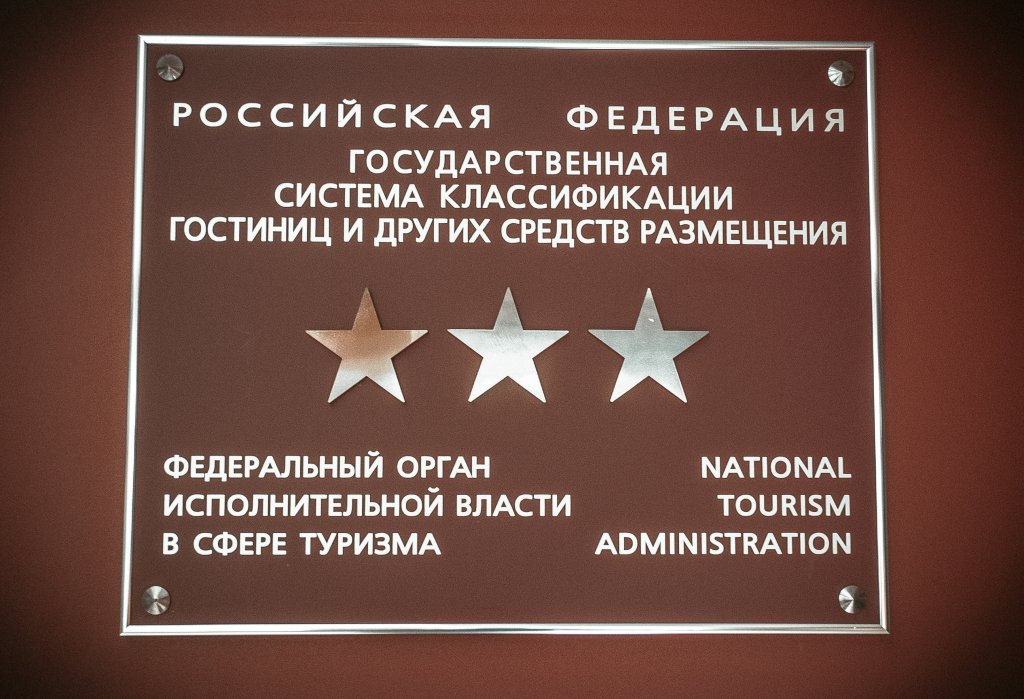 РОССИЙСКАЯ ФЕДЕРАЦИЯ
ГОСУДАРСТВЕННАЯ
СИСТЕМА КЛАССИФИКАЦИИ
ГОСТИНИЦ И ДРУГИХ СРЕДСТВ РАЗМЕЩЕНИЯ
ФЕДЕРАЛЬНЫЙ ОРГАН
ИСПОЛНИТЕЛЬНОЙ ВЛАСТИ
В СФЕРЕ ТУРИЗМА
NATIONAL
TOURISM
ADMINISTRATION